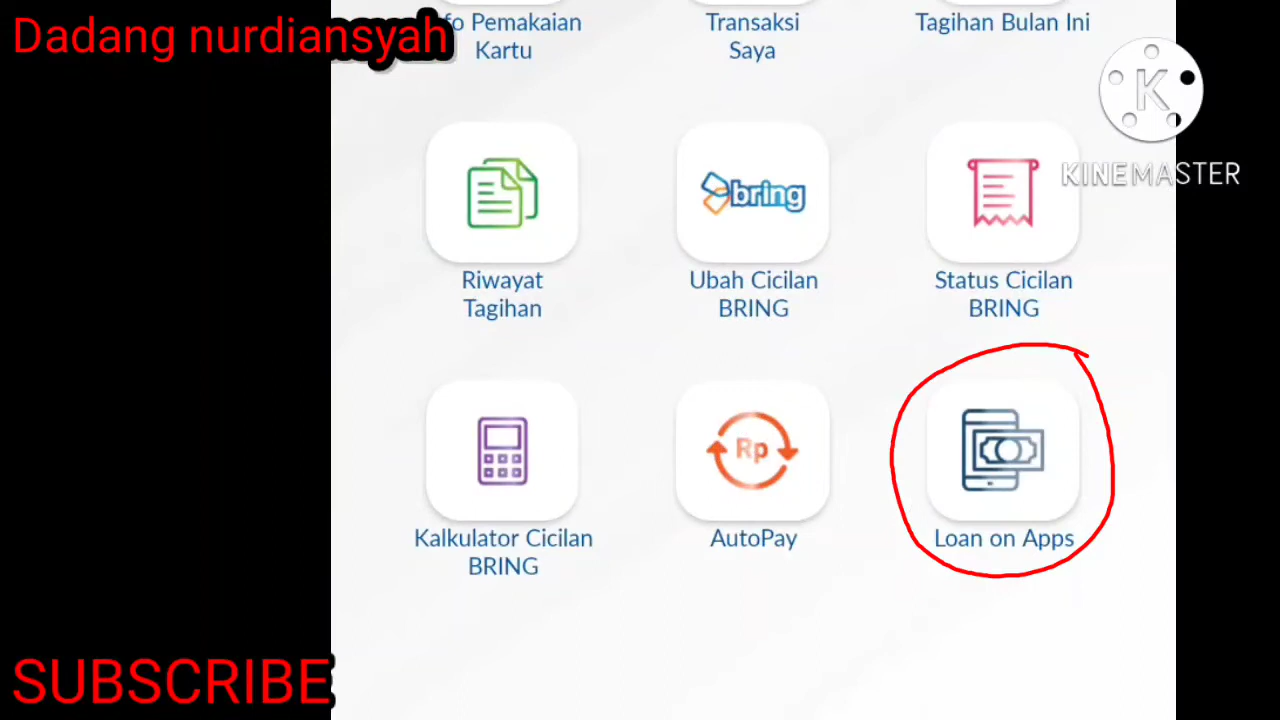 Dadang nurdiansyah
fo Pemakaian
Kartu
Transaksi
Saya
Tagihan Bulan Ini
K
KINEMASTER
bring
Riwayat
Tagihan
Ubah Cicilan
BRING
Status Cicilan
BRING
Rp
Kalkulator Cicilan
BRING
AutoPay
Loan on Apps
SUBSCRIBE